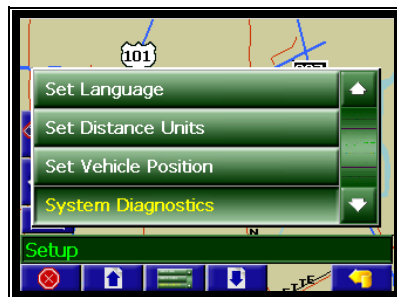 101
Set Language
Set Distance Units
Set Vehicle Position
System Diagnostics
N
Setup